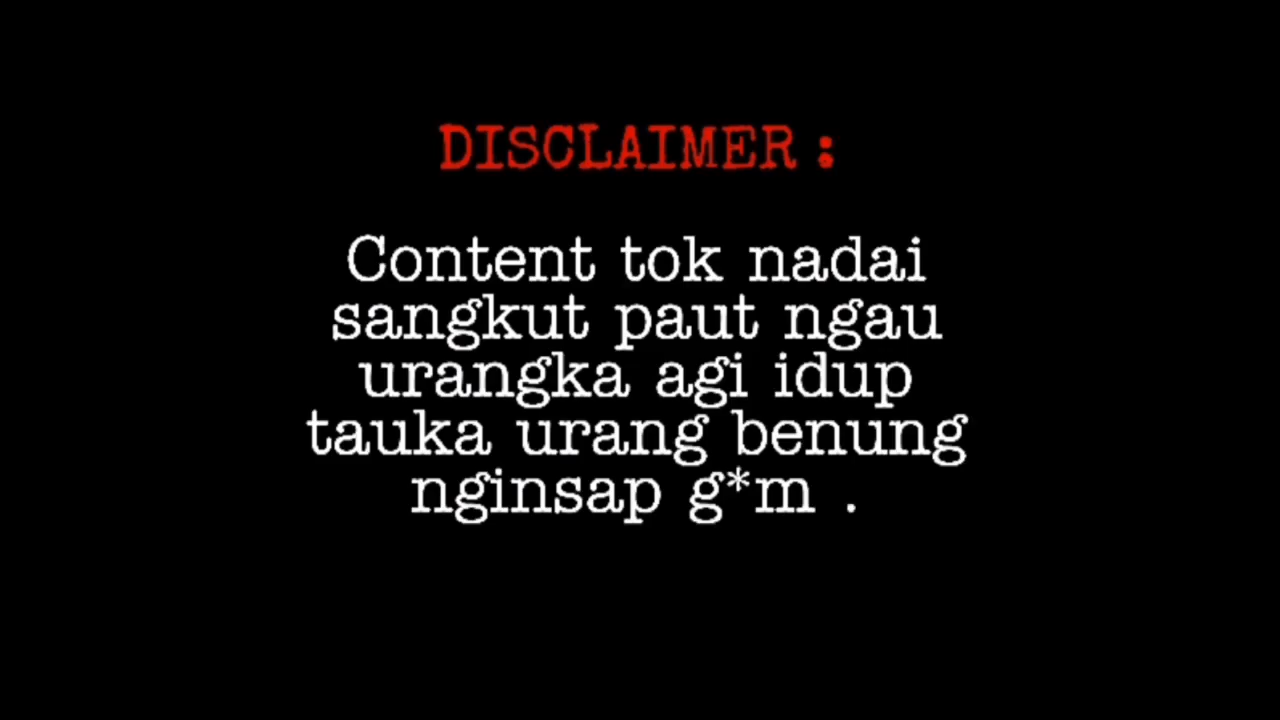 DISCLAIMER :
Content tok nadai
sangkut paut ngau
urangka agi idup
tauka urang benung
nginsap g*m .